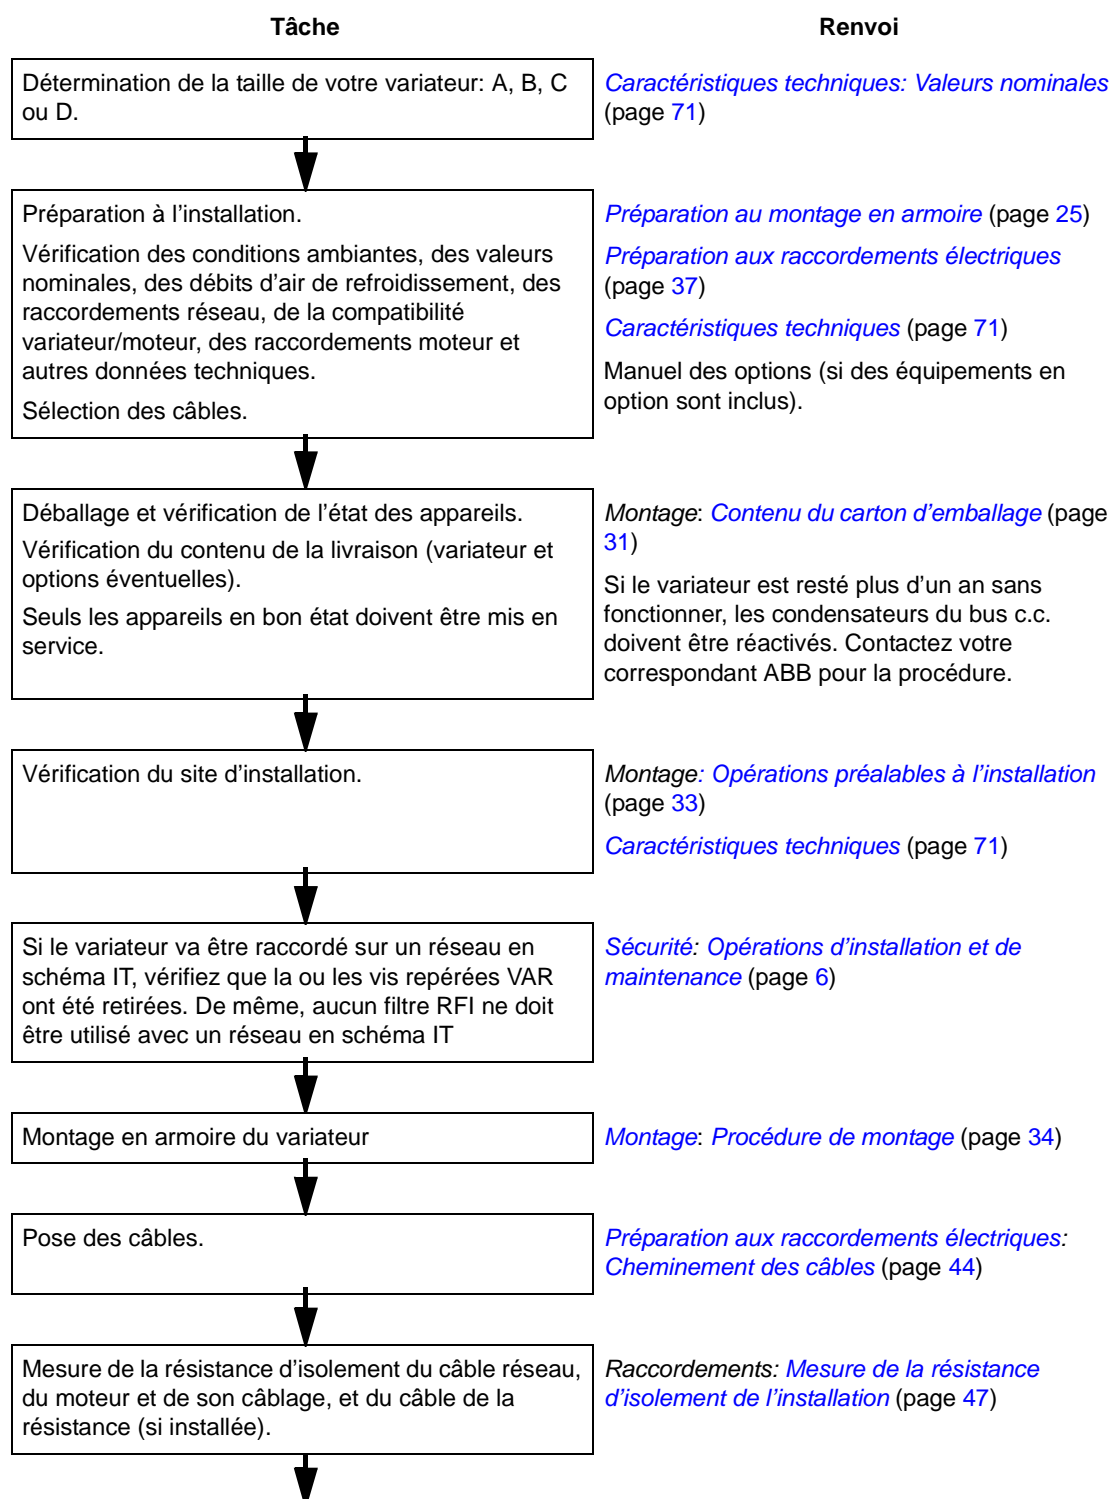 Tâche
Renvoi
Détermination de la taille de votre variateur: A, B, C
ou D.
Caractéristiques techniques: Valeurs nominales
(page 71)
Préparation à l'installation.
Vérification des conditions ambiantes, des valeurs
nominales, des débits d'air de refroidissement, des
raccordements réseau, de la compatibilité
variateur/moteur, des raccordements moteur et
autres données techniques.
Sélection des câbles.
Préparation au montage en armoire (page 25)
Préparation aux raccordements électriques
(page 37)
Caractéristiques techniques (page 71)
Manuel des options (si des équipements en
option sont inclus).
Déballage et vérification de l'état des appareils.
Vérification du contenu de la livraison (variateur et
options éventuelles).
Seuls les appareils en bon état doivent être mis en
service.
Montage: Contenu du carton d'emballage (page
31)
Si le variateur est resté plus d'un an sans
fonctionner, les condensateurs du bus c.c.
doivent être réactivés. Contactez votre
correspondant ABB pour la procédure.
Vérification du site d'installation.
Montage: Opérations préalables à l'installation
(page 33)
Caractéristiques techniques (page 71)
Si le variateur va être raccordé sur un réseau en
schéma IT, vérifiez que la ou les vis repérées VAR
ont été retirées. De même, aucun filtre RFI ne doit
être utilisé avec un réseau en schéma IT
Sécurité: Opérations d'installation et de
maintenance (page 6)
Montage en armoire du variateur
Montage: Procédure de montage (page 34)
Pose des câbles.
Préparation aux raccordements électriques:
Cheminement des câbles (page 44)
Mesure de la résistance d'isolement du câble réseau,
du moteur et de son câblage, et du câble de la
résistance (si installée).
Raccordements: Mesure de la résistance
d'isolement de l'installation (page 47)